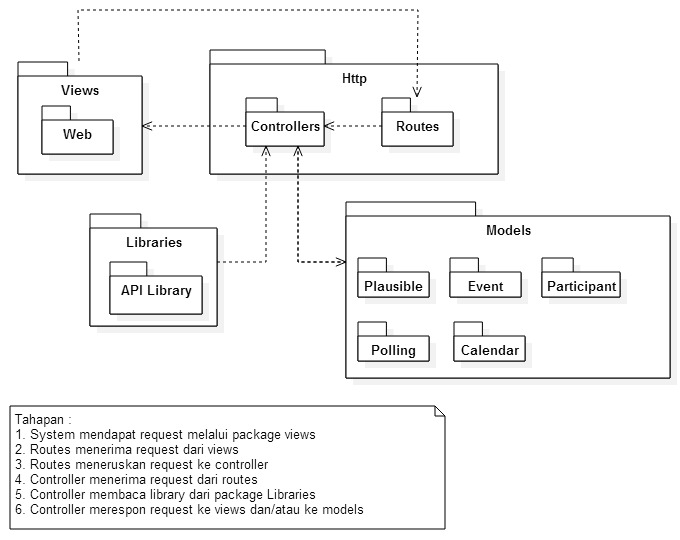 Http
Views
Controllers
Routes
Web
Models
Libraries
API Library
Plausible
Event
Participant
Polling
Calendar
Tahapan :
1. System mendapat request melalui package views
2. Routes menerima request dari views
3. Routes meneruskan request ke controller
4. Controller menerima request dari routes
5. Controller membaca library dari package Libraries
6. Controller merespon request ke views dan/atau ke models